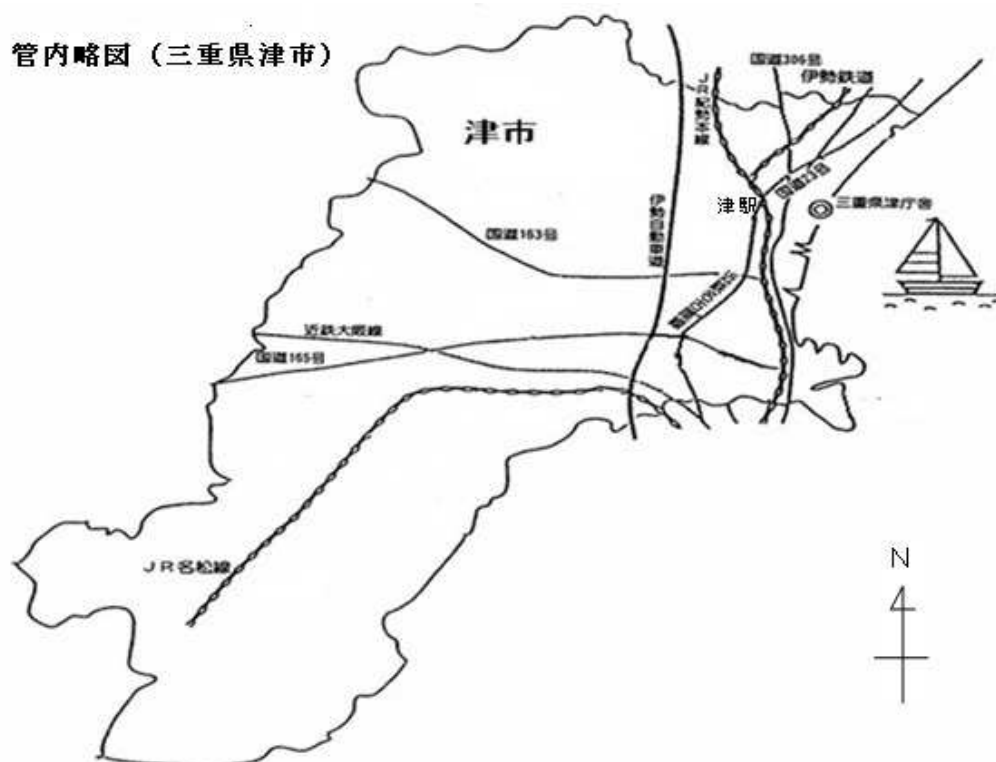 管内略図（三重県津市）
国道306号
伊勢鉄道
津市
国道23号
津駅
三重県津庁舎
伊勢自動車道
国道163号
近鉄大阪線
国道165号
JR名松線
N